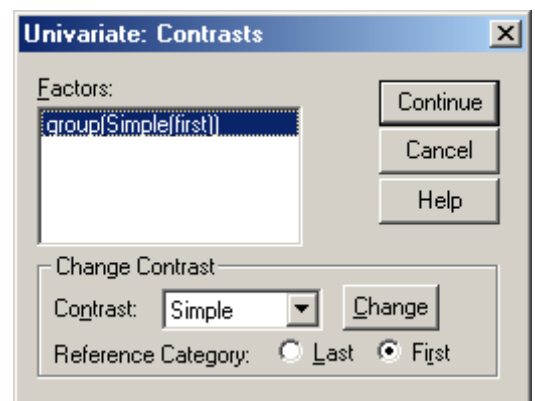 Univariate: Contrasts
Factors:
group(Simple(first))
Continue
Cancel
Help
Change Contrast
Contrast: Simple Change
Reference Category: Last First